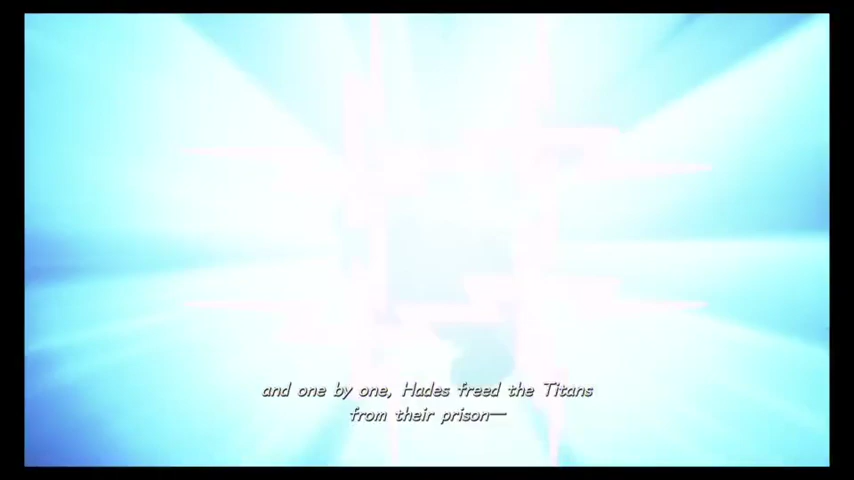 and one by one, Hades freed the Titans
from their prison—